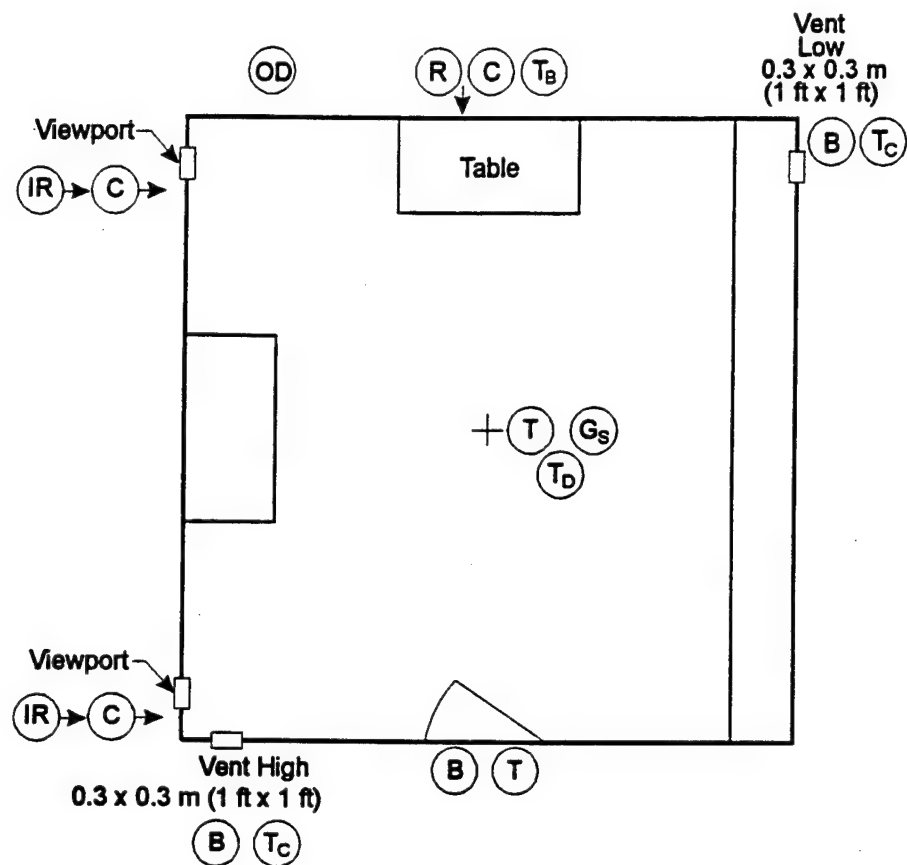 Vent
Low
0.3 x 0.3 m
(1 ft x 1 ft)
OD
R C TB
Viewport
B TC
IR C
Table
T GS
TD
Viewport
IR C
Vent High
0.3 x 0.3 m (1 ft x 1 ft)
B T
B TC